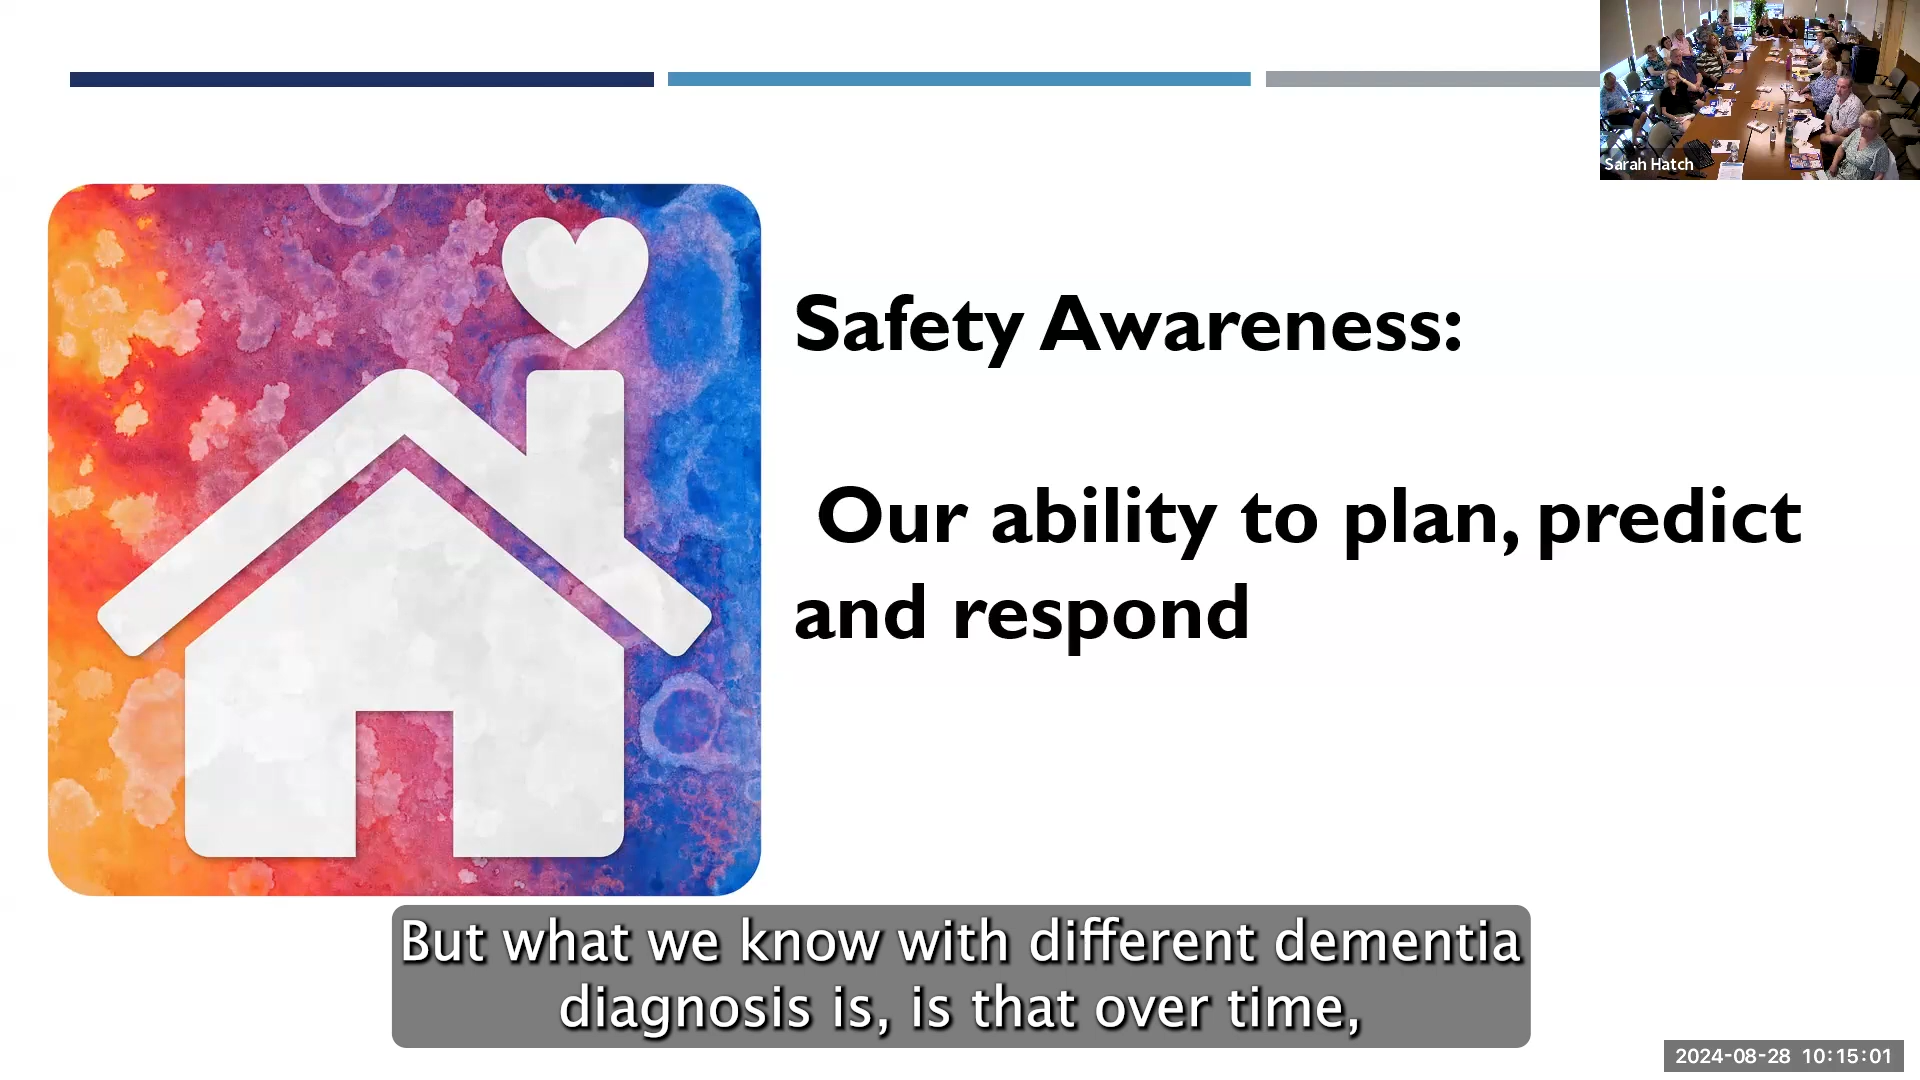 Sarah Hatch
Safety Awareness:
Our ability to plan, predict
and respond
But what we know with different dementia
diagnosis is, is that over time,
2024-08-28 10:15:01